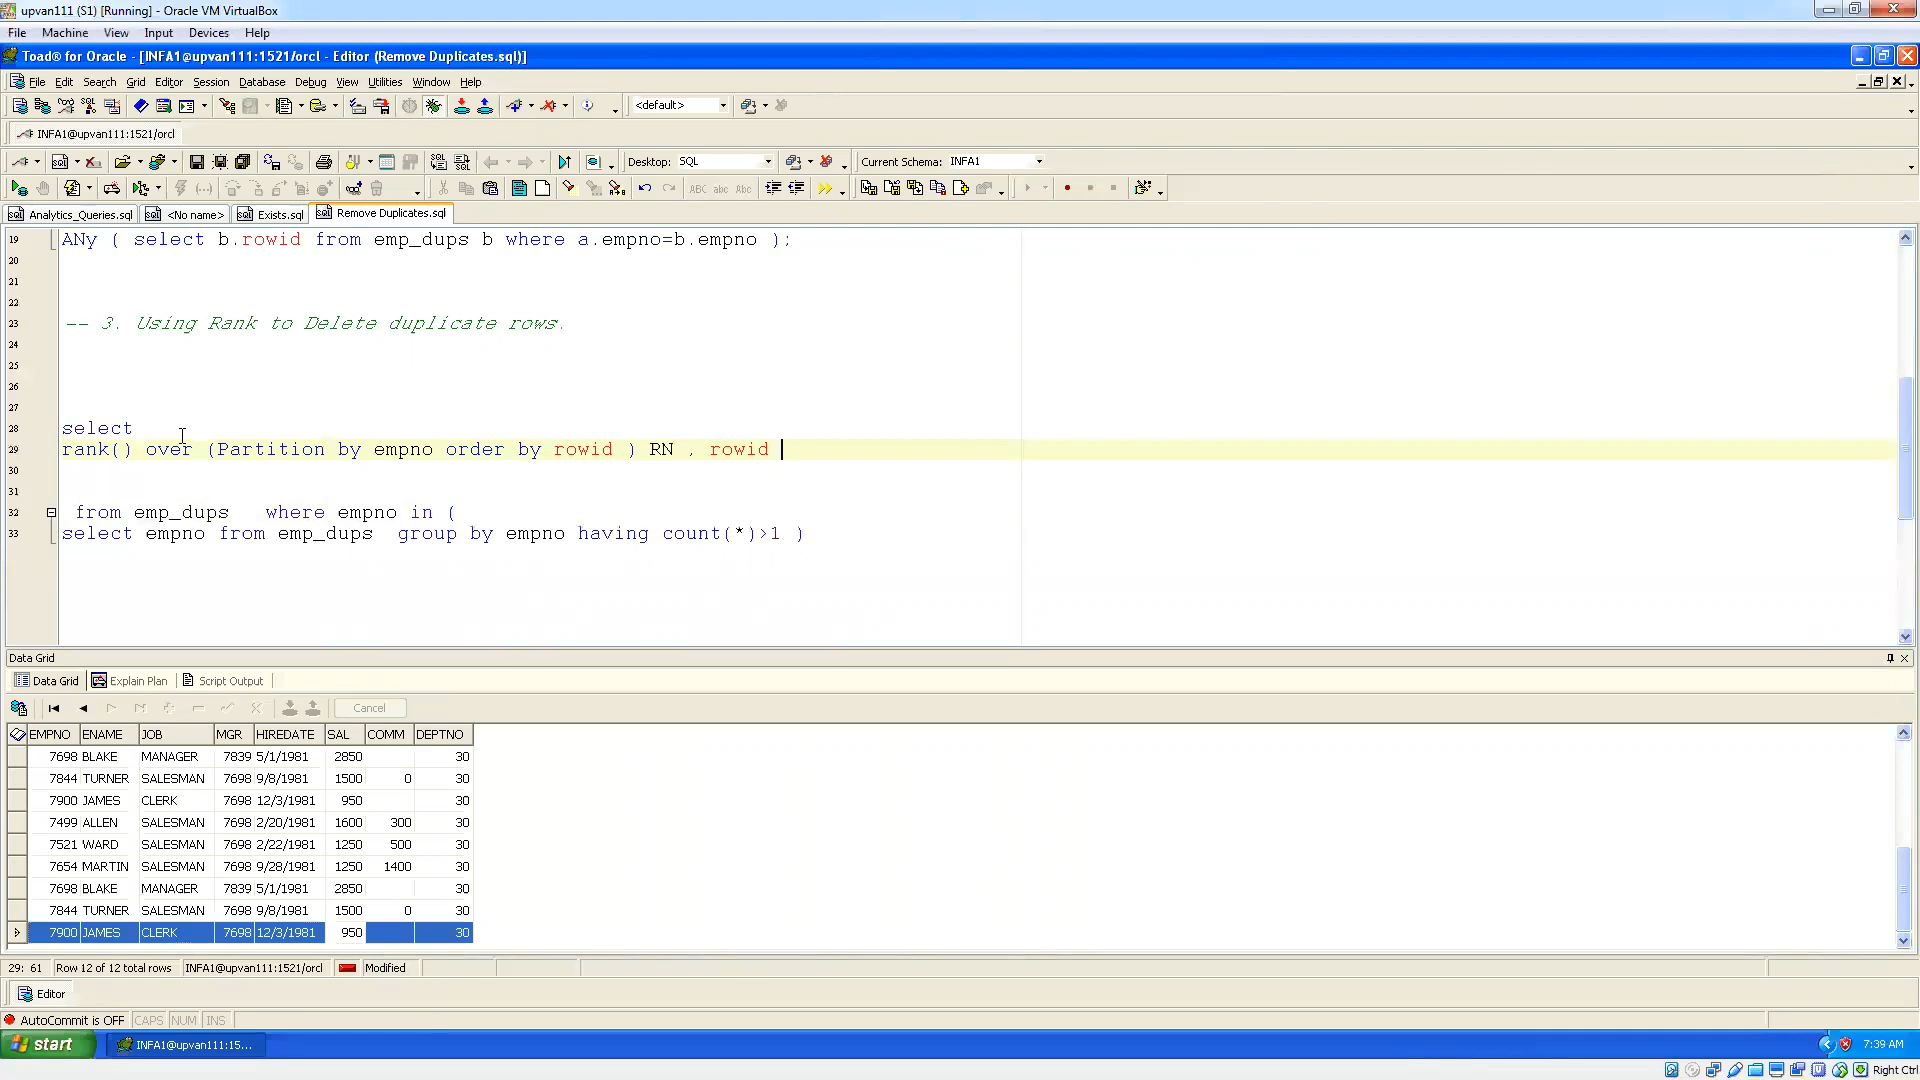 upvan111 (S1) [Running] - Oracle VM VirtualBox
File Machine View Input Devices Help
Toad® for Oracle - [INFA1@upvan111:1521/orcl - Editor (Remove Duplicates.sql)]
File Edit Search Grid Editor Session Database Debug View Utilities Window Help
<default>
INFA1@upvan111:1521/orcl
Desktop: SQL Current Schema: INFA1
Analytics_Queries.sql <No name> Exists.sql Remove Duplicates.sql
19 ANy ( select b.rowid from emp_dups b where a.empno=b.empno );
20
21
22
23 -- 3. Using Rank to Delete duplicate rows.
24
25
26
27
28 select
29 rank() over (Partition by empno order by rowid ) RN , rowid
30
31
32 from emp_dups where empno in (
33 select empno from emp_dups group by empno having count(*)>1 )
Data Grid
Data Grid Explain Plan Script Output
Cancel
EMPNO ENAME JOB MGR HIREDATE SAL COMM DEPTNO
7698 BLAKE MANAGER 7839 5/1/1981 2850 30
7844 TURNER SALESMAN 7698 9/8/1981 1500 0 30
7900 JAMES CLERK 7698 12/3/1981 950 30
7499 ALLEN SALESMAN 7698 2/20/1981 1600 300 30
7521 WARD SALESMAN 7698 2/22/1981 1250 500 30
7654 MARTIN SALESMAN 7698 9/28/1981 1250 1400 30
7698 BLAKE MANAGER 7839 5/1/1981 2850 30
7844 TURNER SALESMAN 7698 9/8/1981 1500 0 30
7900 JAMES CLERK 7698 12/3/1981 950 30
29: 61 Row 12 of 12 total rows INFA1@upvan111:1521/orcl Modified
Editor
AutoCommit is OFF CAPS NUM INS
start INFA1@upvan111:15... 7:39 AM
Right Ctrl